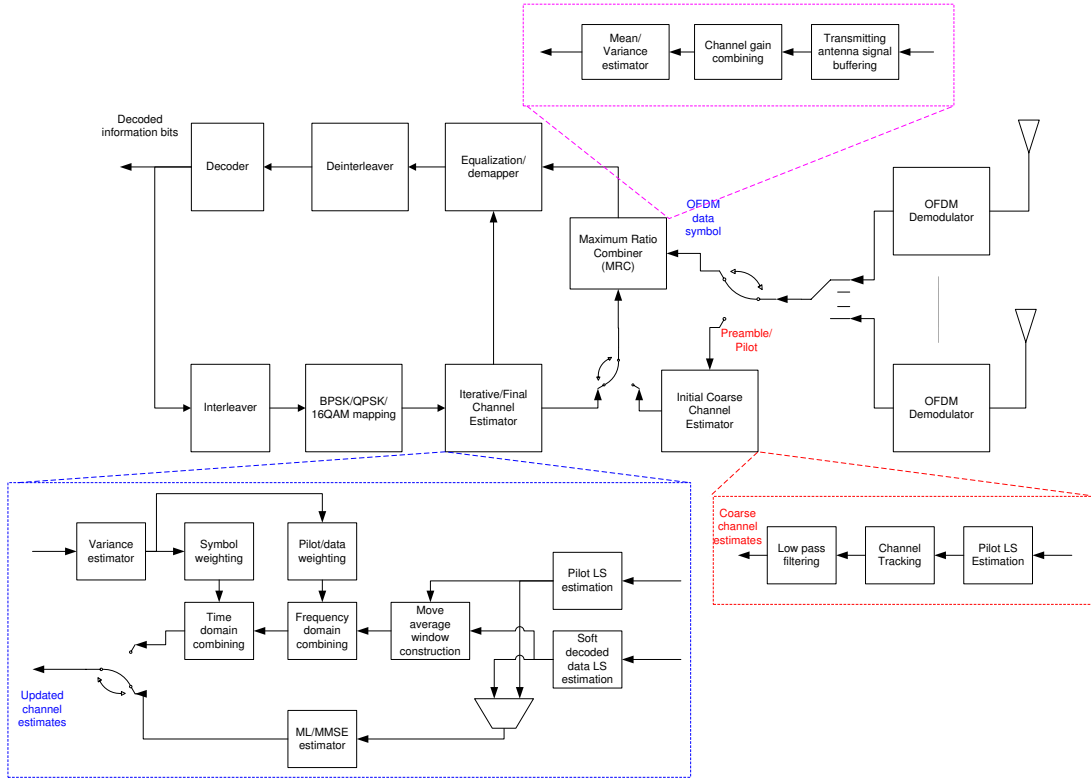 Mean/
Variance
estimator
Channel gain
combining
Transmitting
antenna signal
buffering
Decoded
information bits
Decoder
Deinterleaver
Equalization/
demapper
OFDM
data
symbol
Maximum Ratio
Combiner
(MRC)
OFDM
Demodulator
Preamble/
Pilot
Interleaver
BPSK/QPSK/
16QAM mapping
Iterative/Final
Channel
Estimator
Initial Coarse
Channel
Estimator
OFDM
Demodulator
Variance
estimator
Symbol
weighting
Pilot/data
weighting
Pilot LS
estimation
Time
domain
combining
Frequency
domain
combining
Move
average
window
construction
Soft
decoded
data LS
estimation
Updated
channel
estimates
ML/MMSE
estimator
Coarse
channel
estimates
Low pass
filtering
Channel
Tracking
Pilot LS
Estimation